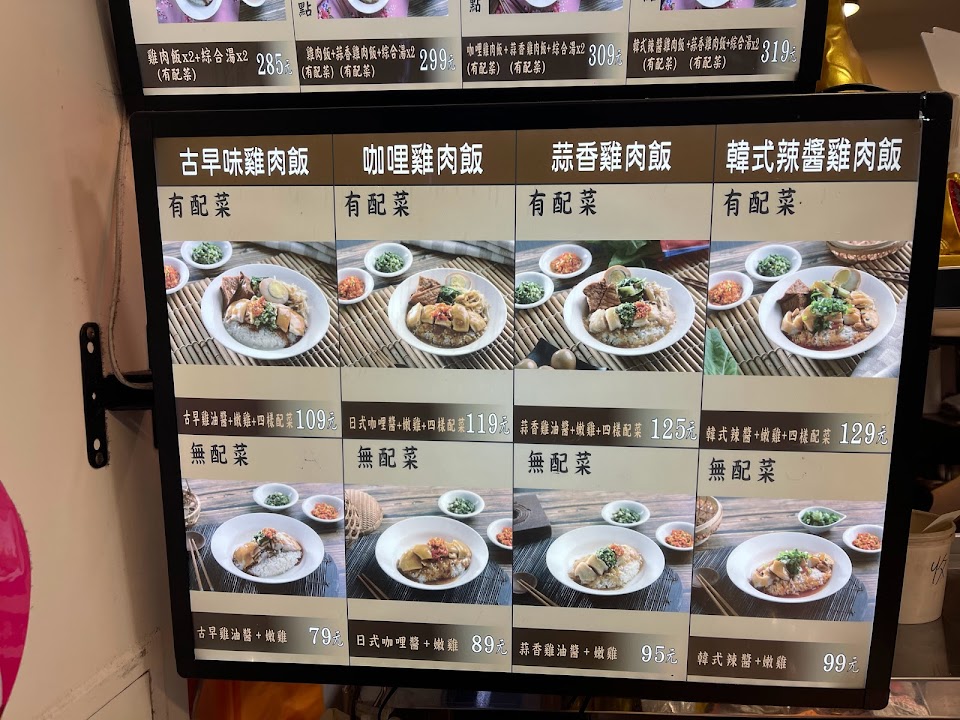 點
雞肉飯x2+綜合湯x2
(有配菜)
285元
雞肉飯+蒜香雞肉飯+綜合湯x2
(有配菜) (有配菜)
299元
咖哩雞肉飯+蒜香雞肉飯+綜合湯x2
(有配菜) (有配菜)
309元
韓式辣醬雞肉飯+蒜香雞肉飯+綜合湯x2
(有配菜) (有配菜)
319元
古早味雞肉飯
咖哩雞肉飯
蒜香雞肉飯
韓式辣醬雞肉飯
有配菜
有配菜
有配菜
有配菜
古早雞油醬+嫩雞+四樣配菜109元
日式咖哩醬+嫩雞+四樣配菜119元
蒜香雞油醬+嫩雞+四樣配菜 125元
韓式辣醬+嫩雞+四樣配菜 129元
無配菜
無配菜
無配菜
無配菜
古早雞油醬+嫩雞 79元
日式咖哩醬+嫩雞 89元
蒜香雞油醬+嫩雞 95元
韓式辣醬+嫩雞 99元